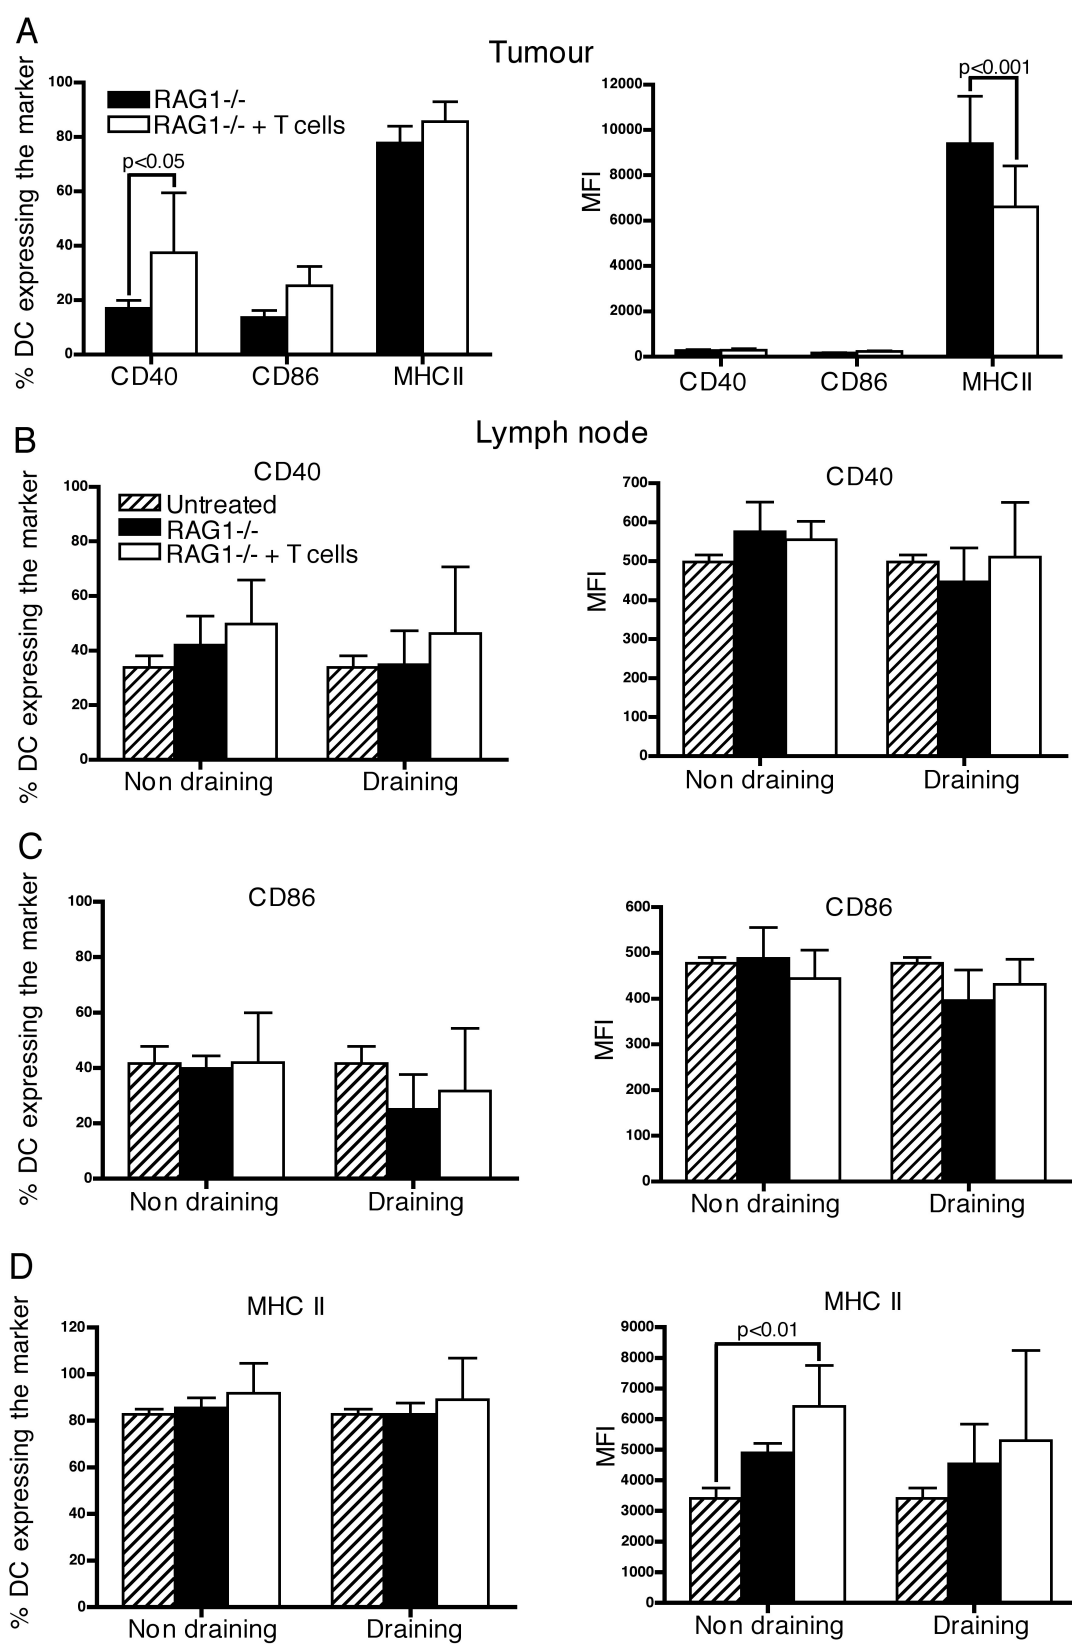 A
Tumour
% DC expressing the marker
100
80
60
40
20
0
RAG1-/-
RAG1-/- + T cells
p<0.05
CD40
CD86
MHCII
MFI
12000
10000
8000
6000
4000
2000
0
p<0.001
CD40
CD86
MHCII
B
Lymph node
% DC expressing the marker
CD40
100
80
60
40
20
0
Untreated
RAG1-/-
RAG1-/- + T cells
Non draining
Draining
CD40
MFI
700
600
500
400
300
200
100
0
Non draining
Draining
C
% DC expressing the marker
CD86
100
80
60
40
20
0
Non draining
Draining
CD86
MFI
600
500
400
300
200
100
0
Non draining
Draining
D
% DC expressing the marker
MHC II
120
100
80
60
40
20
0
Non draining
Draining
MHC II
MFI
9000
8000
7000
6000
5000
4000
3000
2000
1000
0
p<0.01
Non draining
Draining